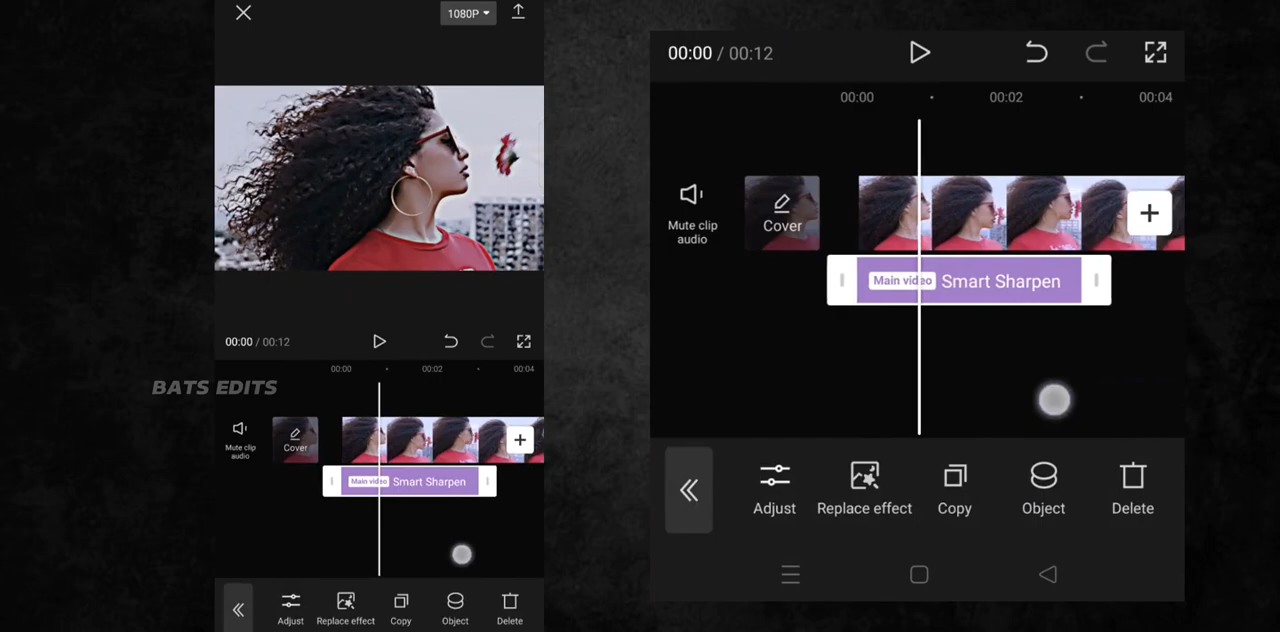 1080P
00:00 / 00:12
00:00 00:02 00:04
BATS EDITS
Mute clip
audio
Cover
Main video Smart Sharpen
Adjust Replace effect Copy Object Delete
00:00 / 00:12
00:00 00:02 00:04
Mute clip
audio
Cover
Main video Smart Sharpen
Adjust Replace effect Copy Object Delete